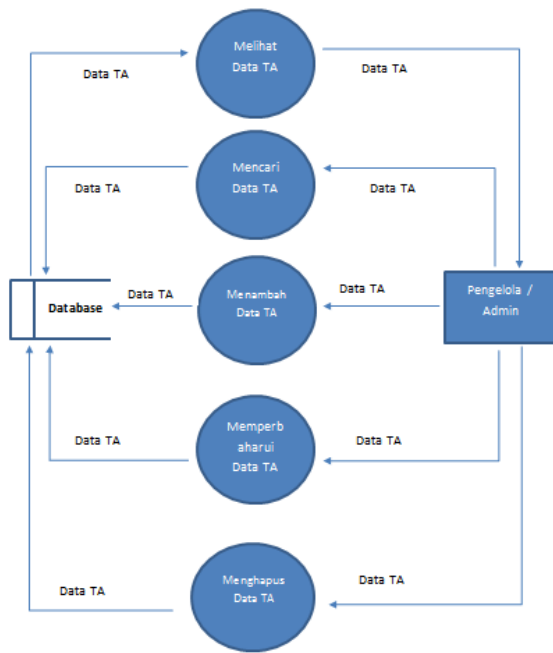 Melihat
Data TA
Data TA
Data TA
Mencari
Data TA
Data TA
Data TA
Database
Data TA
Menambah
Data TA
Data TA
Pengelola /
Admin
Memperb
aharui
Data TA
Data TA
Data TA
Menghapus
Data TA
Data TA
Data TA